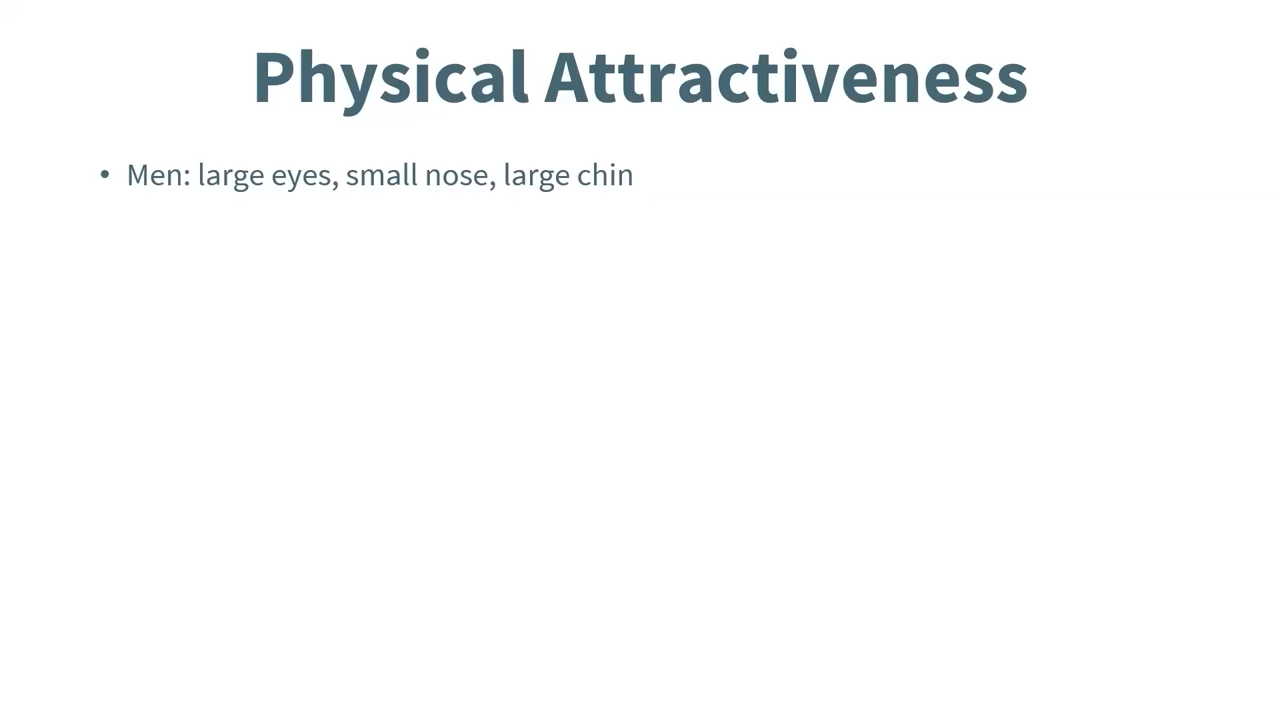 Physical Attractiveness
• Men: large eyes, small nose, large chin